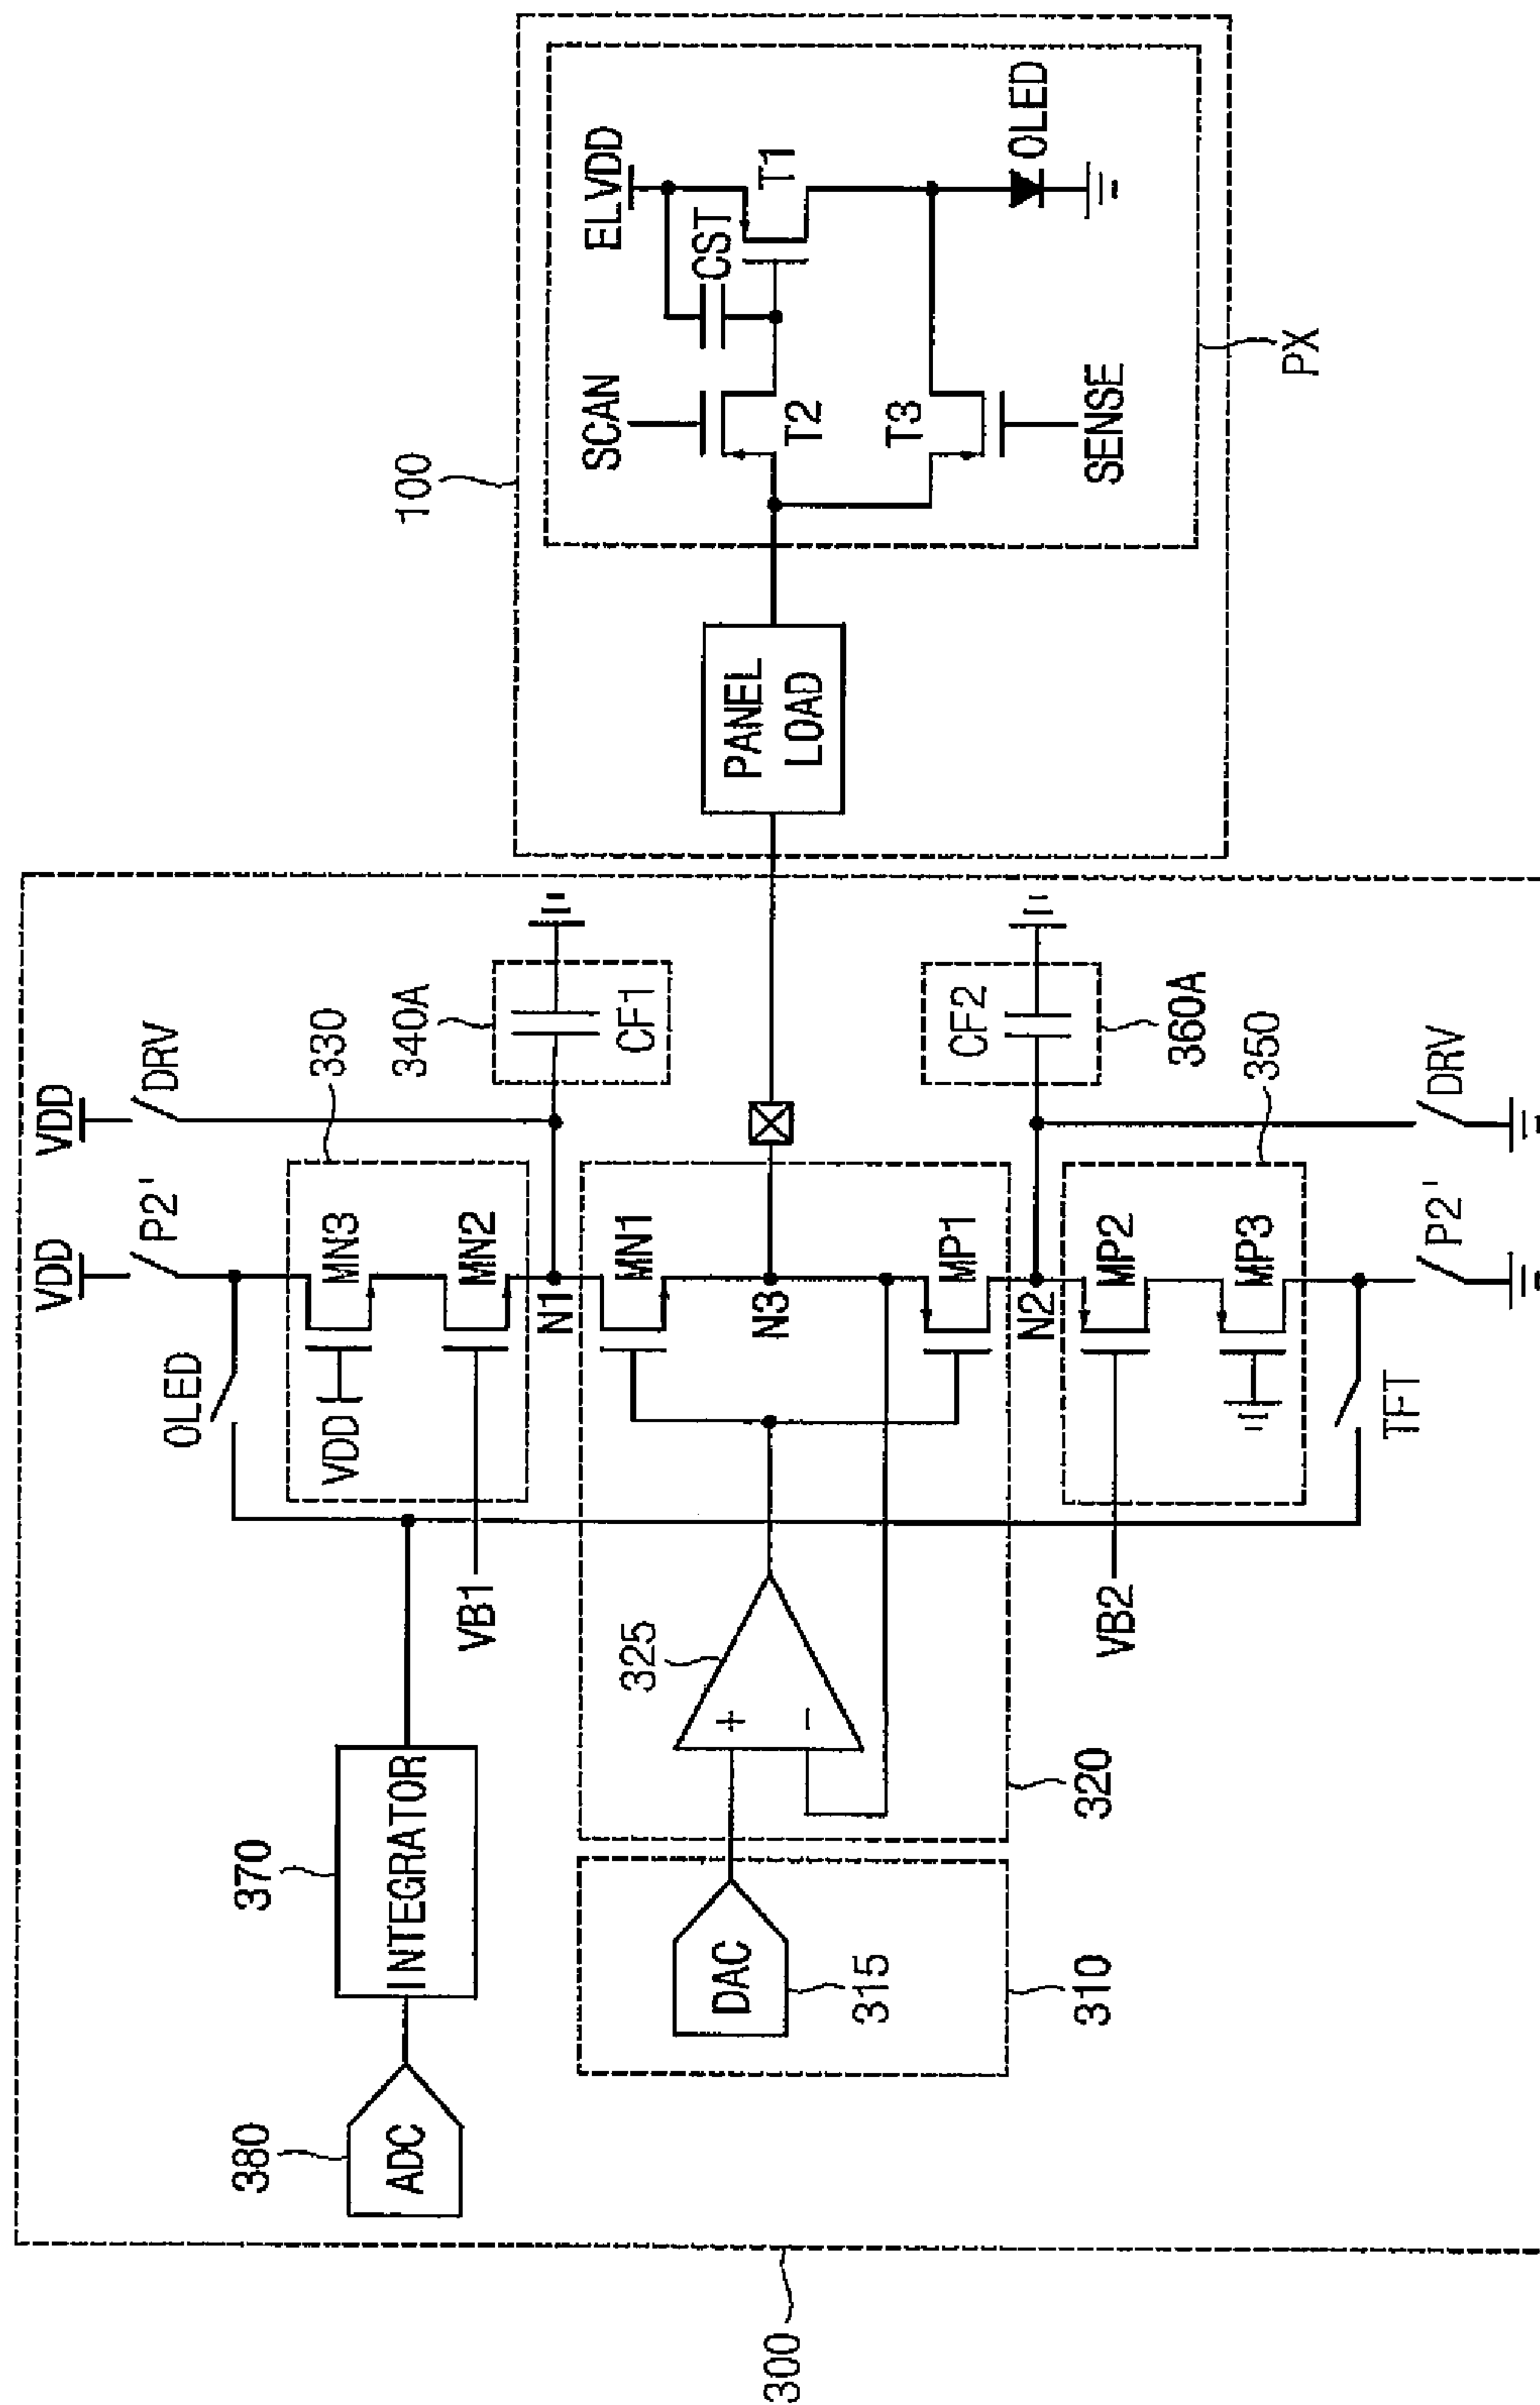 300
380
ADC
370
INTEGRATOR
OLED
VDD
P2'
VDD
DRV
330
VDD
MN3
MN2
VB1
N1
340A
CF1
310
DAC
315
320
325
+
-
MN1
N3
MP1
N2
CF2
360A
350
VB2
MP2
MP3
TFT
P2'
DRV
100
PANEL
LOAD
SCAN
T2
CST
ELVDD
T1
T3
SENSE
OLED
PX